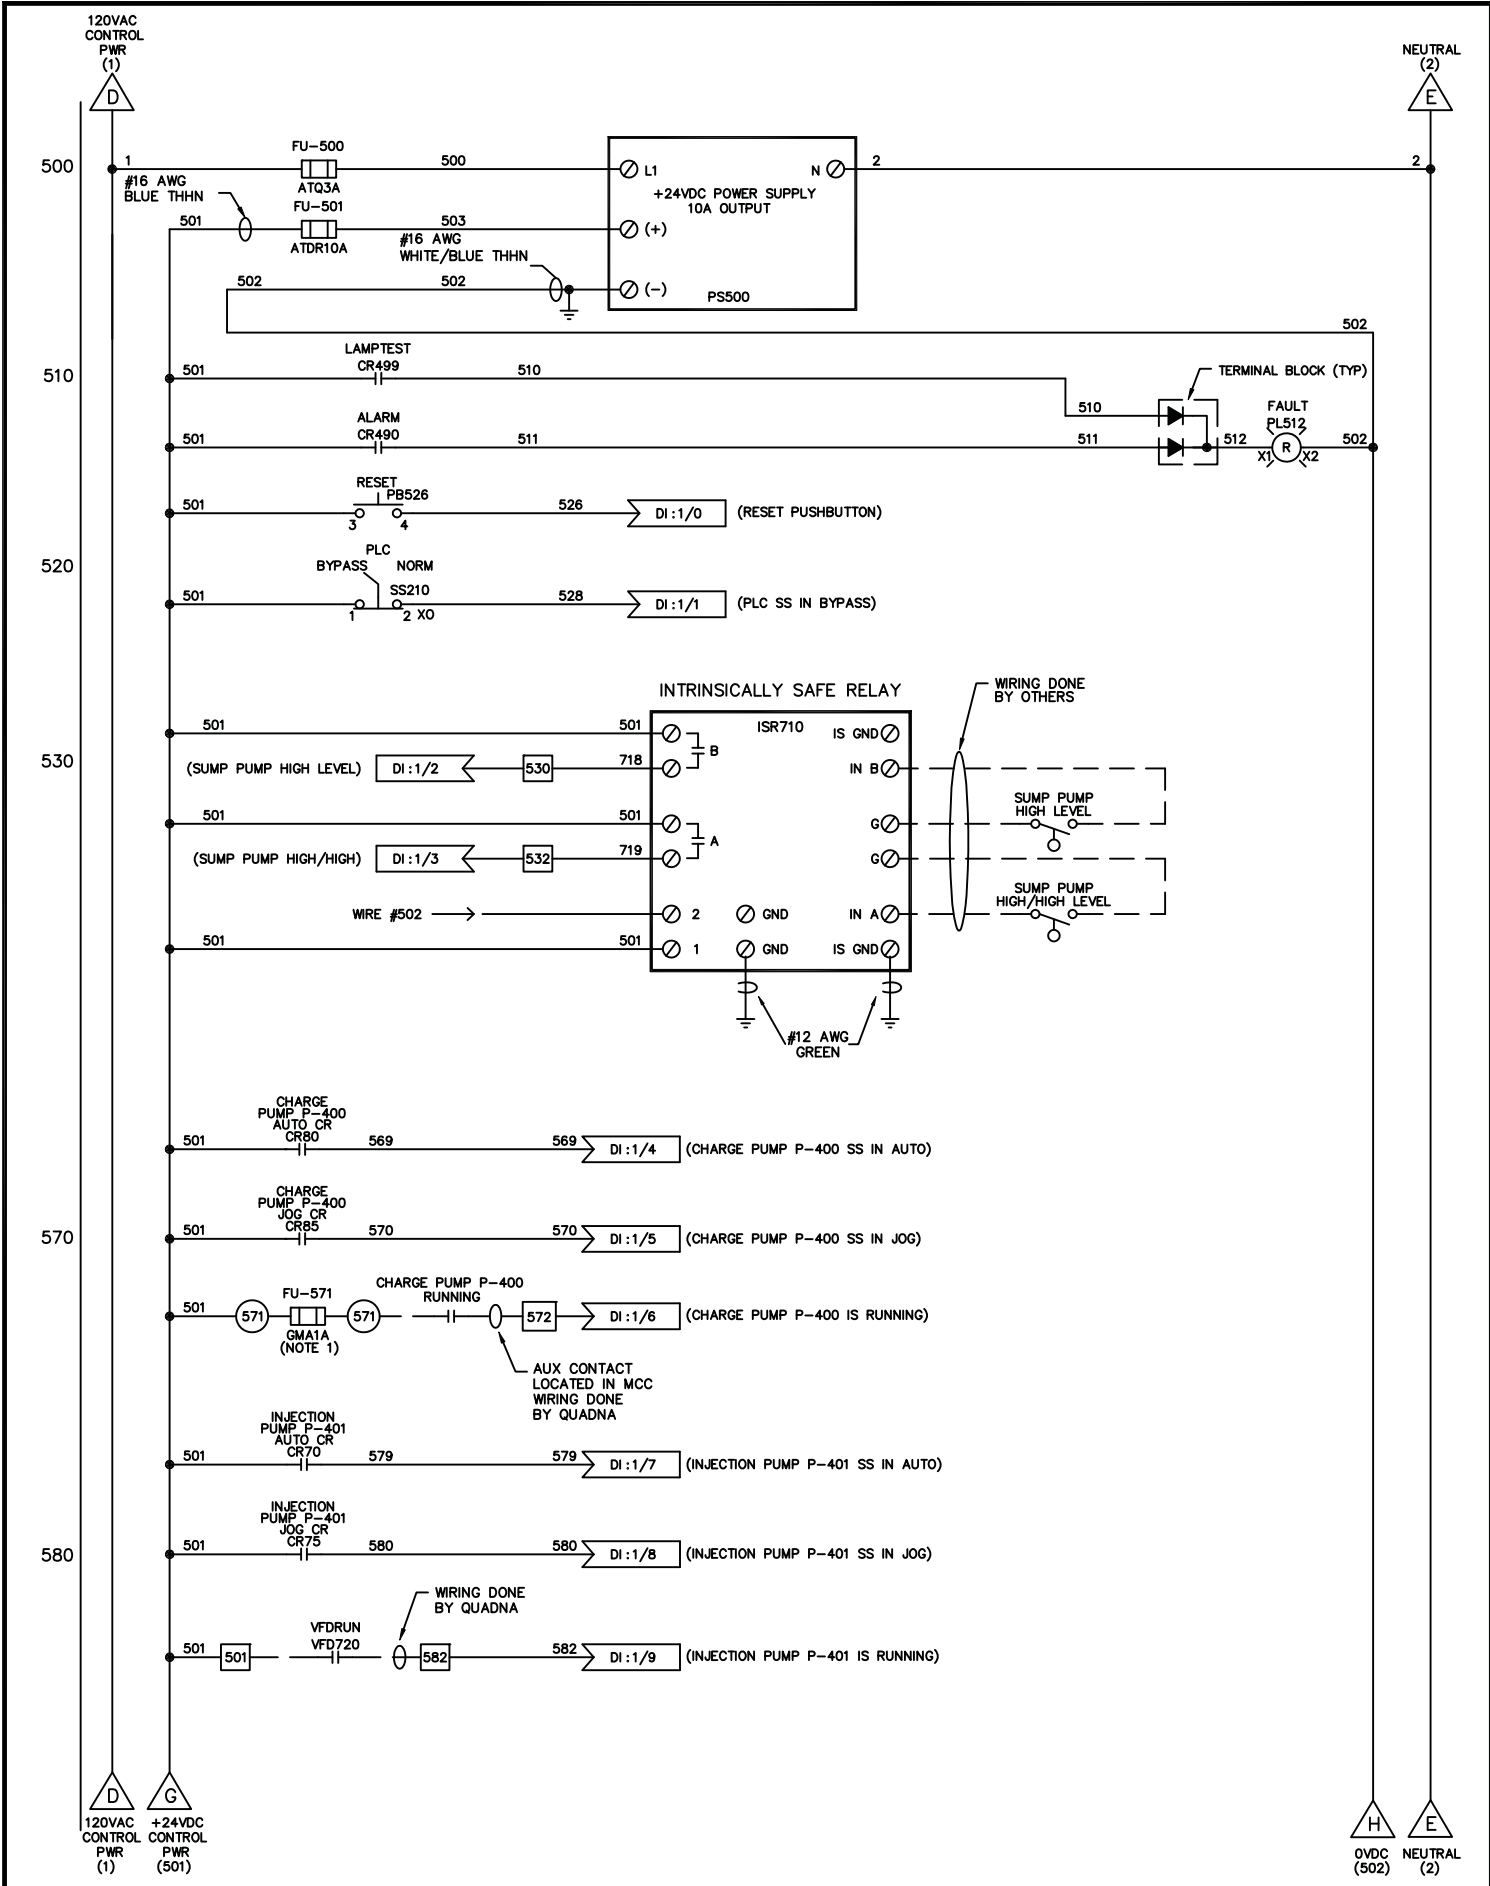 120VAC
CONTROL
PWR
(1)
D
NEUTRAL
(2)
E
500
1
#16 AWG
BLUE THHN
FU-500
ATQ3A
500
L1
N
2
2
+24VDC POWER SUPPLY
10A OUTPUT
501
FU-501
ATDR10A
503
(+)
#16 AWG
WHITE/BLUE THHN
502
502
(-)
PS500
502
510
501
LAMPTEST
CR499
510
510
TERMINAL BLOCK (TYP)
501
ALARM
CR490
511
511
512
FAULT
PL512
X1
R
X2
502
501
RESET
PB526
3
4
526
DI:1/0
(RESET PUSHBUTTON)
520
PLC
BYPASS
NORM
501
SS210
1
2 XO
528
DI:1/1
(PLC SS IN BYPASS)
INTRINSICALLY SAFE RELAY
WIRING DONE
BY OTHERS
501
501
ISR710
IS GND
B
530
(SUMP PUMP HIGH LEVEL)
DI:1/2
530
718
IN B
501
501
G
SUMP PUMP
HIGH LEVEL
A
(SUMP PUMP HIGH/HIGH)
DI:1/3
532
719
G
SUMP PUMP
HIGH/HIGH LEVEL
WIRE #502
2
GND
IN A
501
501
1
GND
IS GND
#12 AWG
GREEN
CHARGE
PUMP P-400
AUTO CR
CR80
501
569
569
DI:1/4
(CHARGE PUMP P-400 SS IN AUTO)
CHARGE
PUMP P-400
JOG CR
CR85
570
501
570
570
DI:1/5
(CHARGE PUMP P-400 SS IN JOG)
501
571
FU-571
GMA1A
(NOTE 1)
571
CHARGE PUMP P-400
RUNNING
572
DI:1/6
(CHARGE PUMP P-400 IS RUNNING)
AUX CONTACT
LOCATED IN MCC
WIRING DONE
BY QUADNA
INJECTION
PUMP P-401
AUTO CR
CR70
501
579
579
DI:1/7
(INJECTION PUMP P-401 SS IN AUTO)
INJECTION
PUMP P-401
JOG CR
CR75
580
501
580
580
DI:1/8
(INJECTION PUMP P-401 SS IN JOG)
WIRING DONE
BY QUADNA
501
501
VFDRUN
VFD720
582
582
DI:1/9
(INJECTION PUMP P-401 IS RUNNING)
D
120VAC
CONTROL
PWR
(1)
G
+24VDC
CONTROL
PWR
(501)
H
0VDC
(502)
E
NEUTRAL
(2)